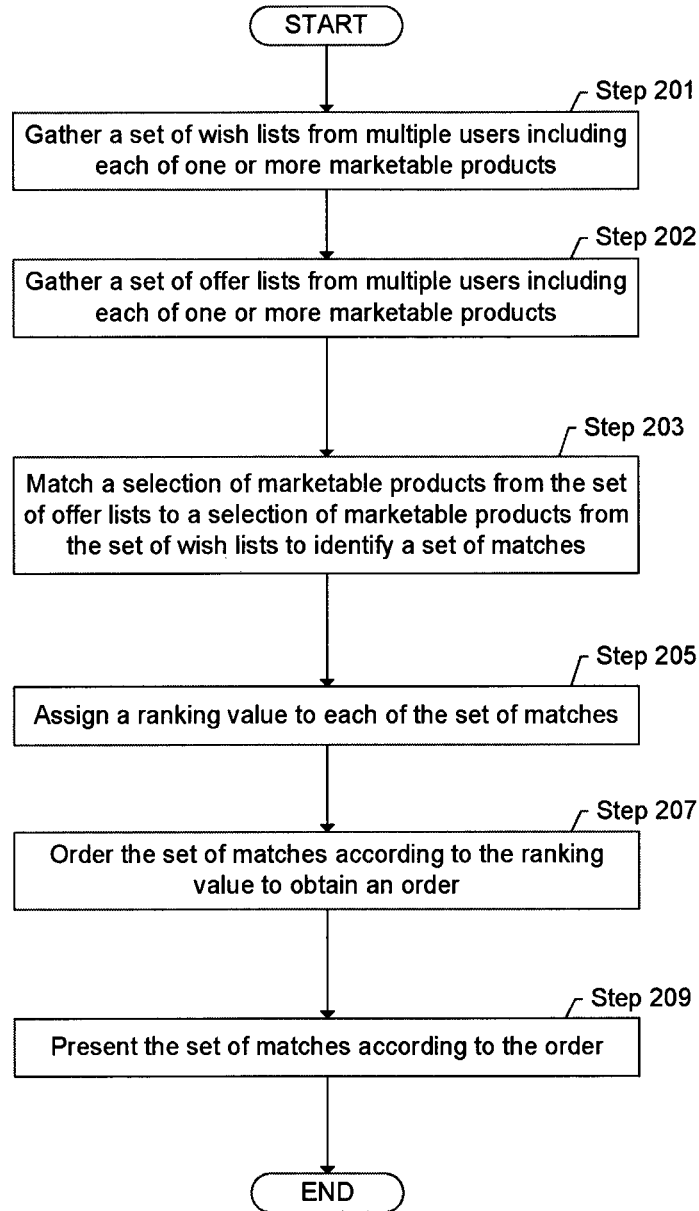 START
Step 201
Gather a set of wish lists from multiple users including
each of one or more marketable products
Step 202
Gather a set of offer lists from multiple users including
each of one or more marketable products
Step 203
Match a selection of marketable products from the set
of offer lists to a selection of marketable products from
the set of wish lists to identify a set of matches
Step 205
Assign a ranking value to each of the set of matches
Step 207
Order the set of matches according to the ranking
value to obtain an order
Step 209
Present the set of matches according to the order
END